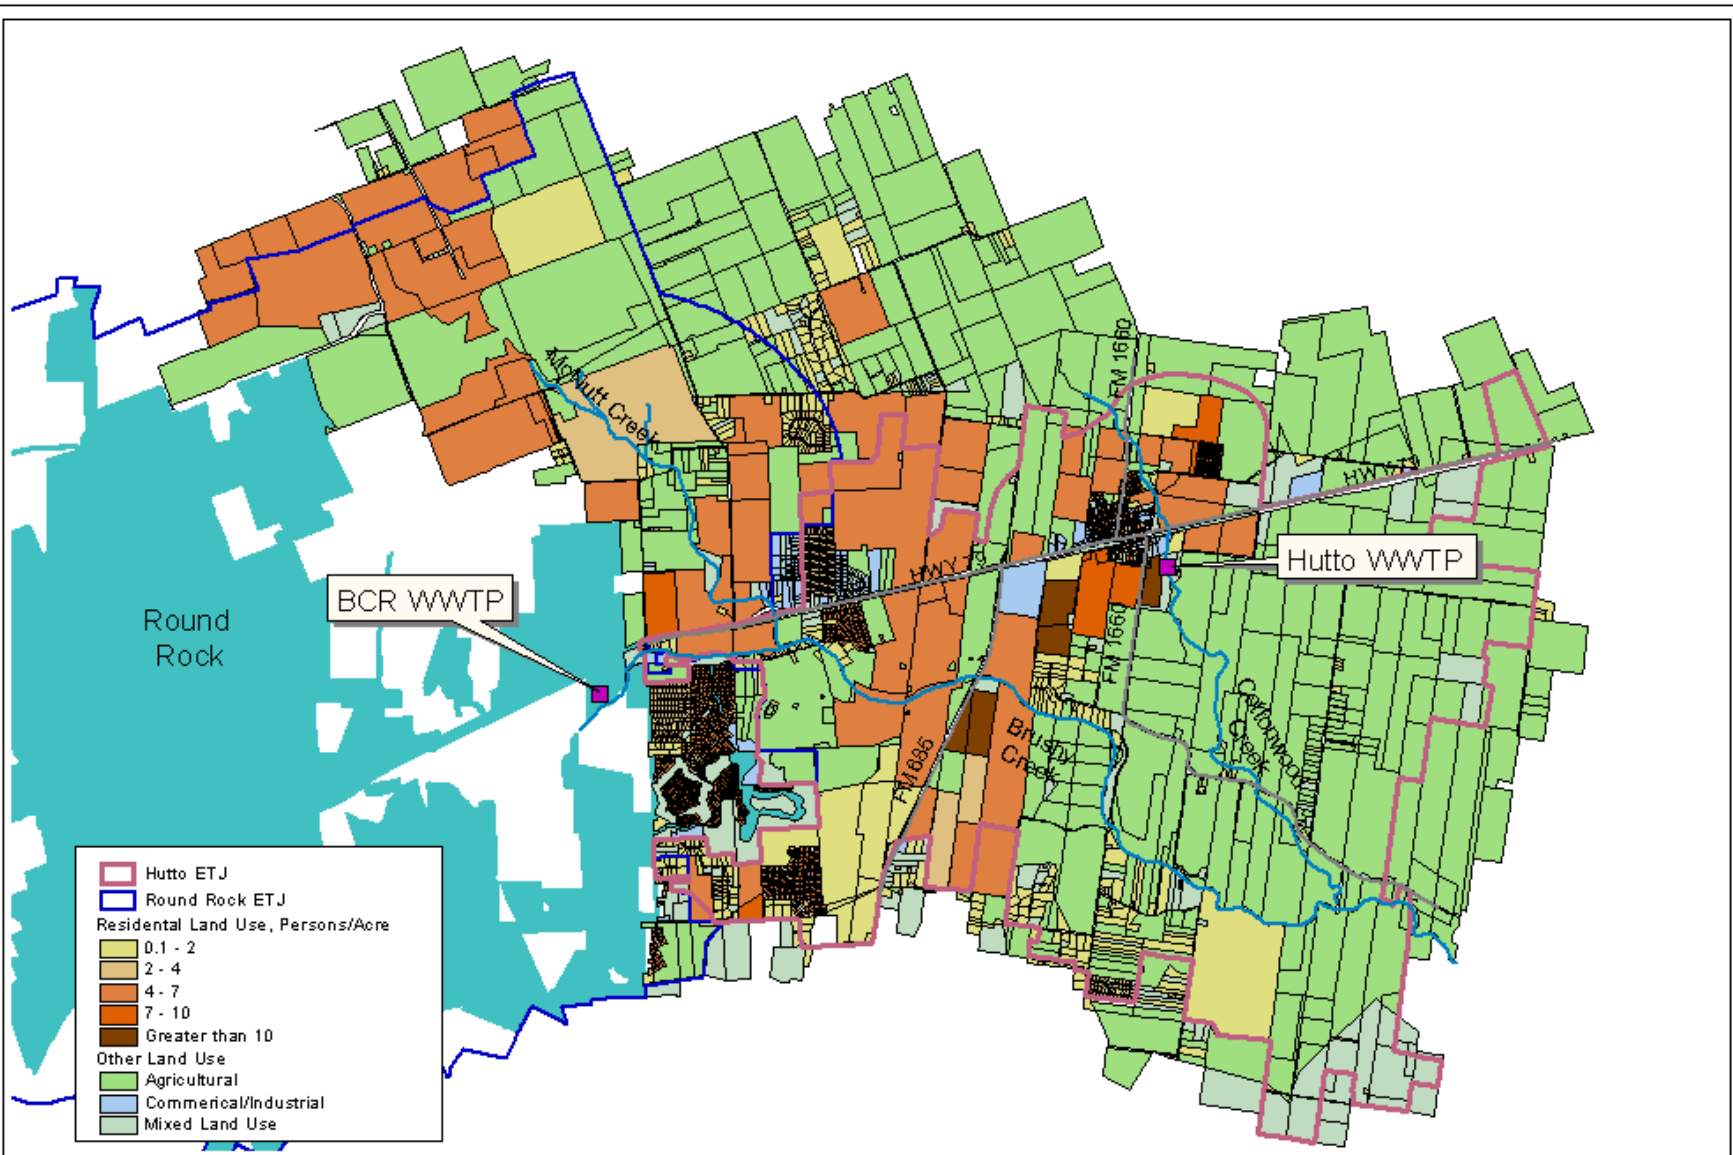 FM 1660
McNutt Creek
HWY 79
HWY 79
Hutto WWTP
BCR WWTP
Round
Rock
FM 1660
Cottonwood
Creek
Brushy
Creek
FM 685
Hutto ETJ
Round Rock ETJ
Residental Land Use, Persons/Acre
0.1 - 2
2 - 4
4 - 7
7 - 10
Greater than 10
Other Land Use
Agricultural
Commerical/Industrial
Mixed Land Use